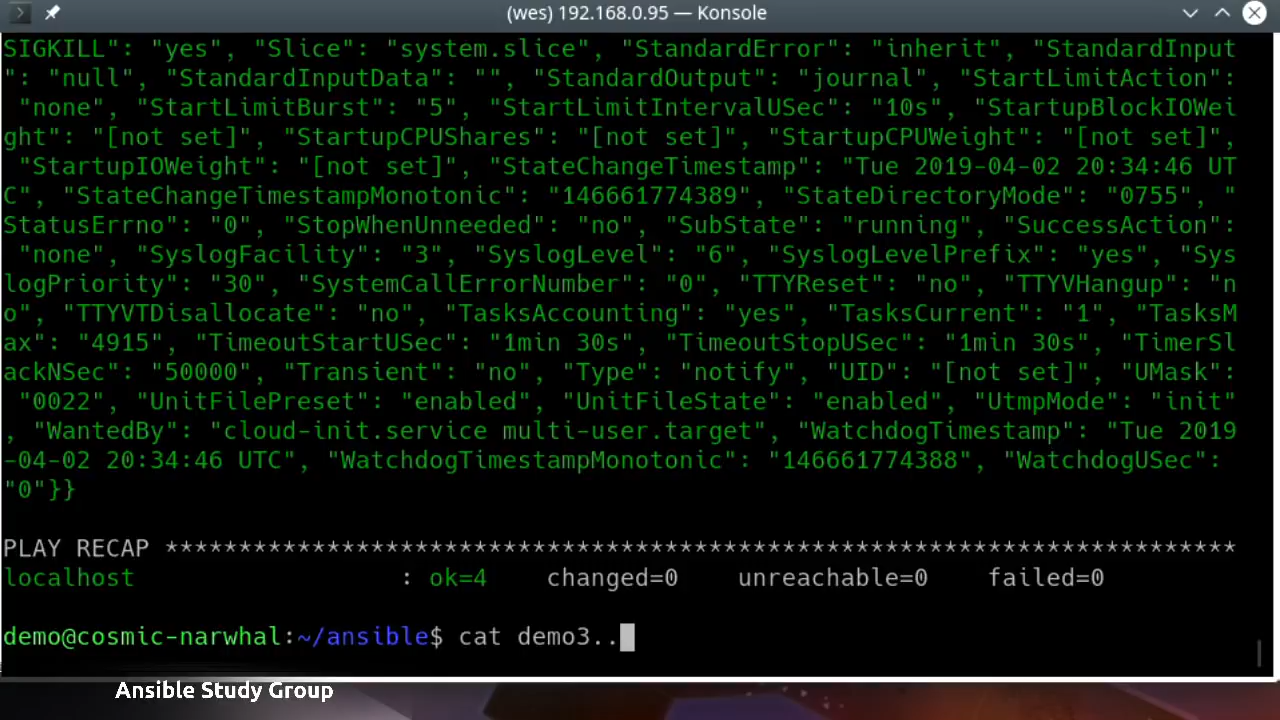 (wes) 192.168.0.95 — Konsole
SIGKILL": "yes", "Slice": "system.slice", "StandardError": "inherit", "StandardInput
": "null", "StandardInputData": "", "StandardOutput": "journal", "StartLimitAction":
 "none", "StartLimitBurst": "5", "StartLimitIntervalUSec": "10s", "StartupBlockIOWei
ght": "[not set]", "StartupCPUShares": "[not set]", "StartupCPUWeight": "[not set]",
 "StartupIOWeight": "[not set]", "StateChangeTimestamp": "Tue 2019-04-02 20:34:46 UT
C", "StateChangeTimestampMonotonic": "146661774389", "StateDirectoryMode": "0755", "
StatusErrno": "0", "StopWhenUnneeded": "no", "SubState": "running", "SuccessAction":
 "none", "SyslogFacility": "3", "SyslogLevel": "6", "SyslogLevelPrefix": "yes", "Sys
logPriority": "30", "SystemCallErrorNumber": "0", "TTYReset": "no", "TTYVHangup": "n
o", "TTYVTDisallocate": "no", "TasksAccounting": "yes", "TasksCurrent": "1", "TasksM
ax": "4915", "TimeoutStartUSec": "1min 30s", "TimeoutStopUSec": "1min 30s", "TimerSl
ackNSec": "50000", "Transient": "no", "Type": "notify", "UID": "[not set]", "UMask":
 "0022", "UnitFilePreset": "enabled", "UnitFileState": "enabled", "UtmpMode": "init"
, "WantedBy": "cloud-init.service multi-user.target", "WatchdogTimestamp": "Tue 2019
-04-02 20:34:46 UTC", "WatchdogTimestampMonotonic": "146661774388", "WatchdogUSec":
"0"}}
PLAY RECAP *************************************************************************
localhost                  : ok=4    changed=0    unreachable=0    failed=0
demo@cosmic-narwhal:~/ansible$ cat demo3..
Ansible Study Group